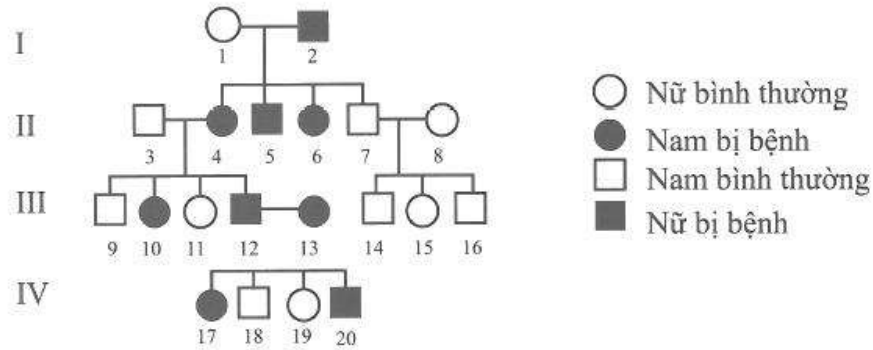 I
1 2
II
3 4 5 6 7 8
III
9 10 11 12 13 14 15 16
IV
17 18 19 20
Nữ bình thường
Nam bị bệnh
Nam bình thường
Nữ bị bệnh